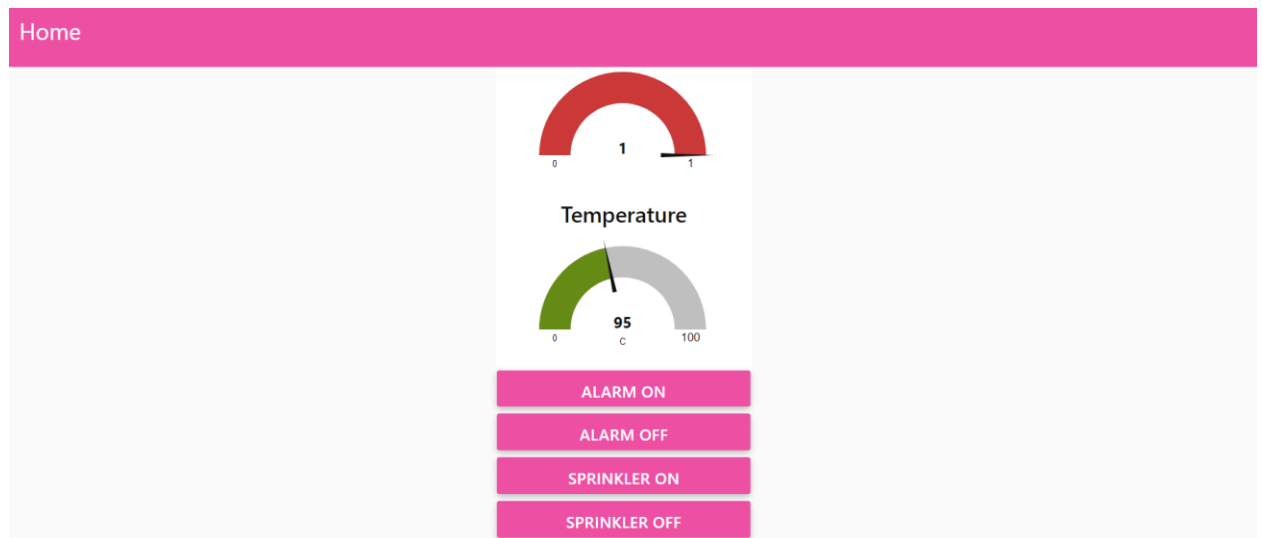 Home
1
0 1
Temperature
95
0 C 100
ALARM ON
ALARM OFF
SPRINKLER ON
SPRINKLER OFF